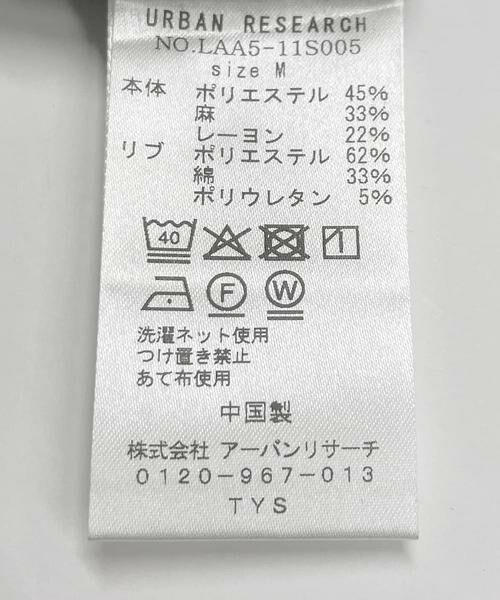 URBAN RESEARCH
NO.LAA5-11S005
size M
本体 ポリエステル 45%
麻 33%
レーヨン 22%
リブ ポリエステル 62%
綿 33%
ポリウレタン 5%
40
F W
洗濯ネット使用
つけ置き禁止
あて布使用
中国製
株式会社 アーバンリサーチ
0120-967-013
TYS